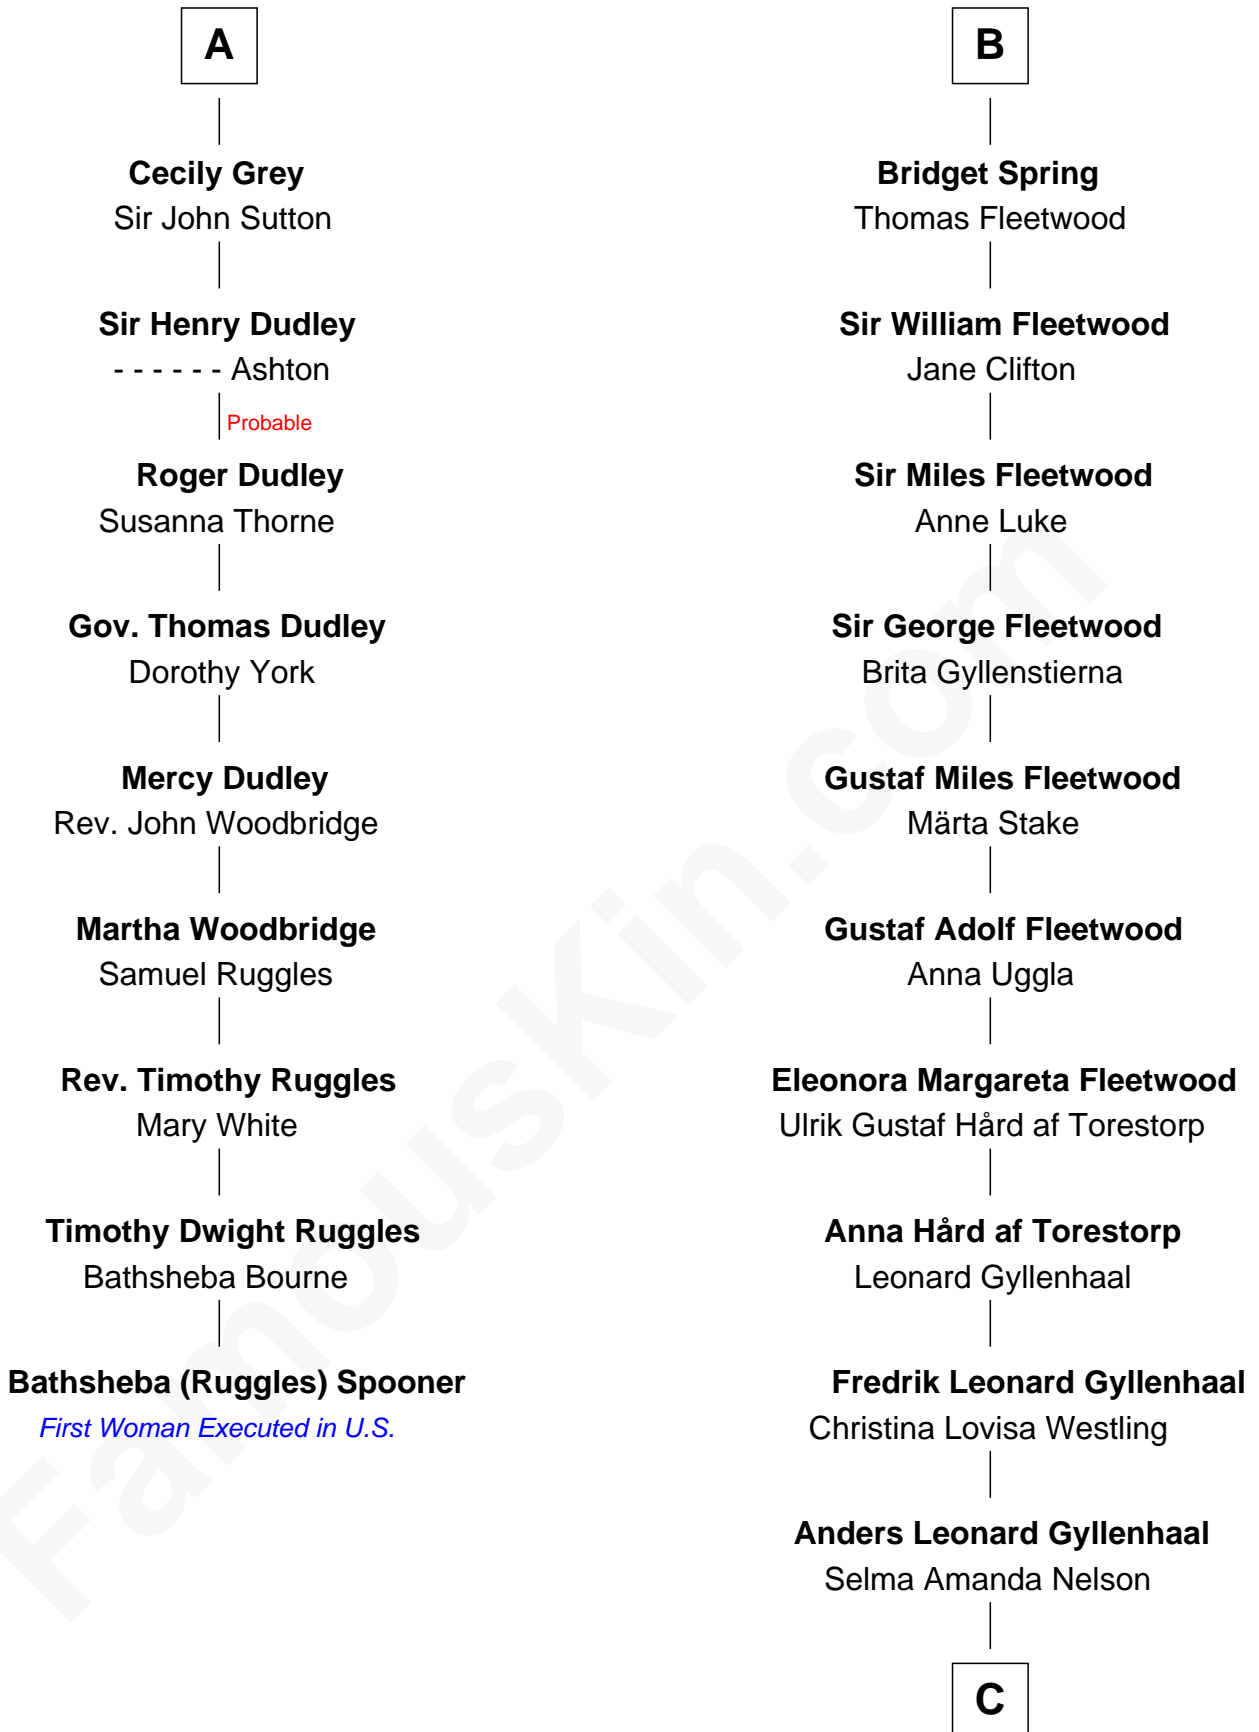 A
Cecily Grey
Sir John Sutton
Sir Henry Dudley
- - - - - - Ashton
Probable
Roger Dudley
Susanna Thorne
Gov. Thomas Dudley
Dorothy York
Mercy Dudley
Rev. John Woodbridge
Martha Woodbridge
Samuel Ruggles
Rev. Timothy Ruggles
Mary White
Timothy Dwight Ruggles
Bathsheba Bourne
Bathsheba (Ruggles) Spooner
First Woman Executed in U.S.
B
Bridget Spring
Thomas Fleetwood
Sir William Fleetwood
Jane Clifton
Sir Miles Fleetwood
Anne Luke
Sir George Fleetwood
Brita Gyllenstierna
Gustaf Miles Fleetwood
Märta Stake
Gustaf Adolf Fleetwood
Anna Uggla
Eleonora Margareta Fleetwood
Ulrik Gustaf Hård af Torestorp
Anna Hård af Torestorp
Leonard Gyllenhaal
Fredrik Leonard Gyllenhaal
Christina Lovisa Westling
Anders Leonard Gyllenhaal
Selma Amanda Nelson
C
FamousKin.com